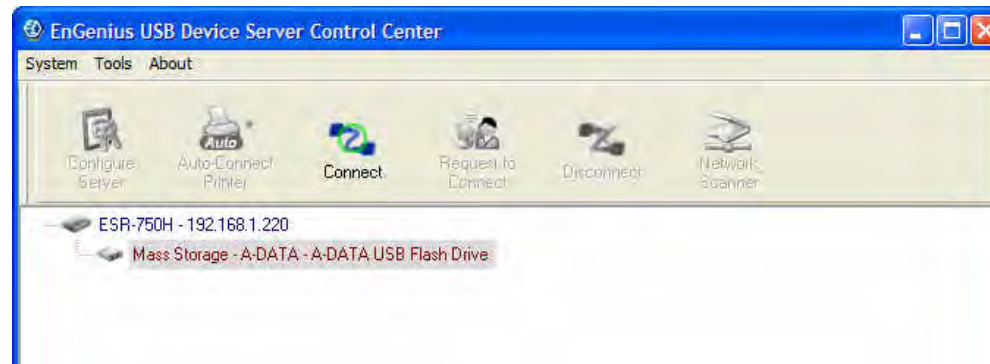 EnGenius USB Device Server Control Center
System Tools About
Auto
Configure Server
Auto-Connect Printer
Connect
Request to Connect
Disconnect
Network Scanner
ESR-750H - 192.168.1.220
Mass Storage - A-DATA - A-DATA USB Flash Drive